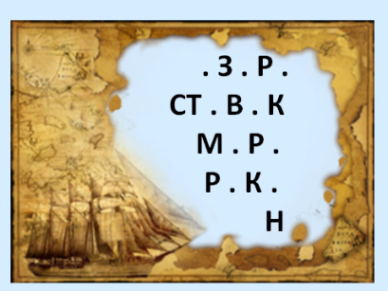 . З . Р .
СТ . В . К
М . Р .
Р . К .
Н